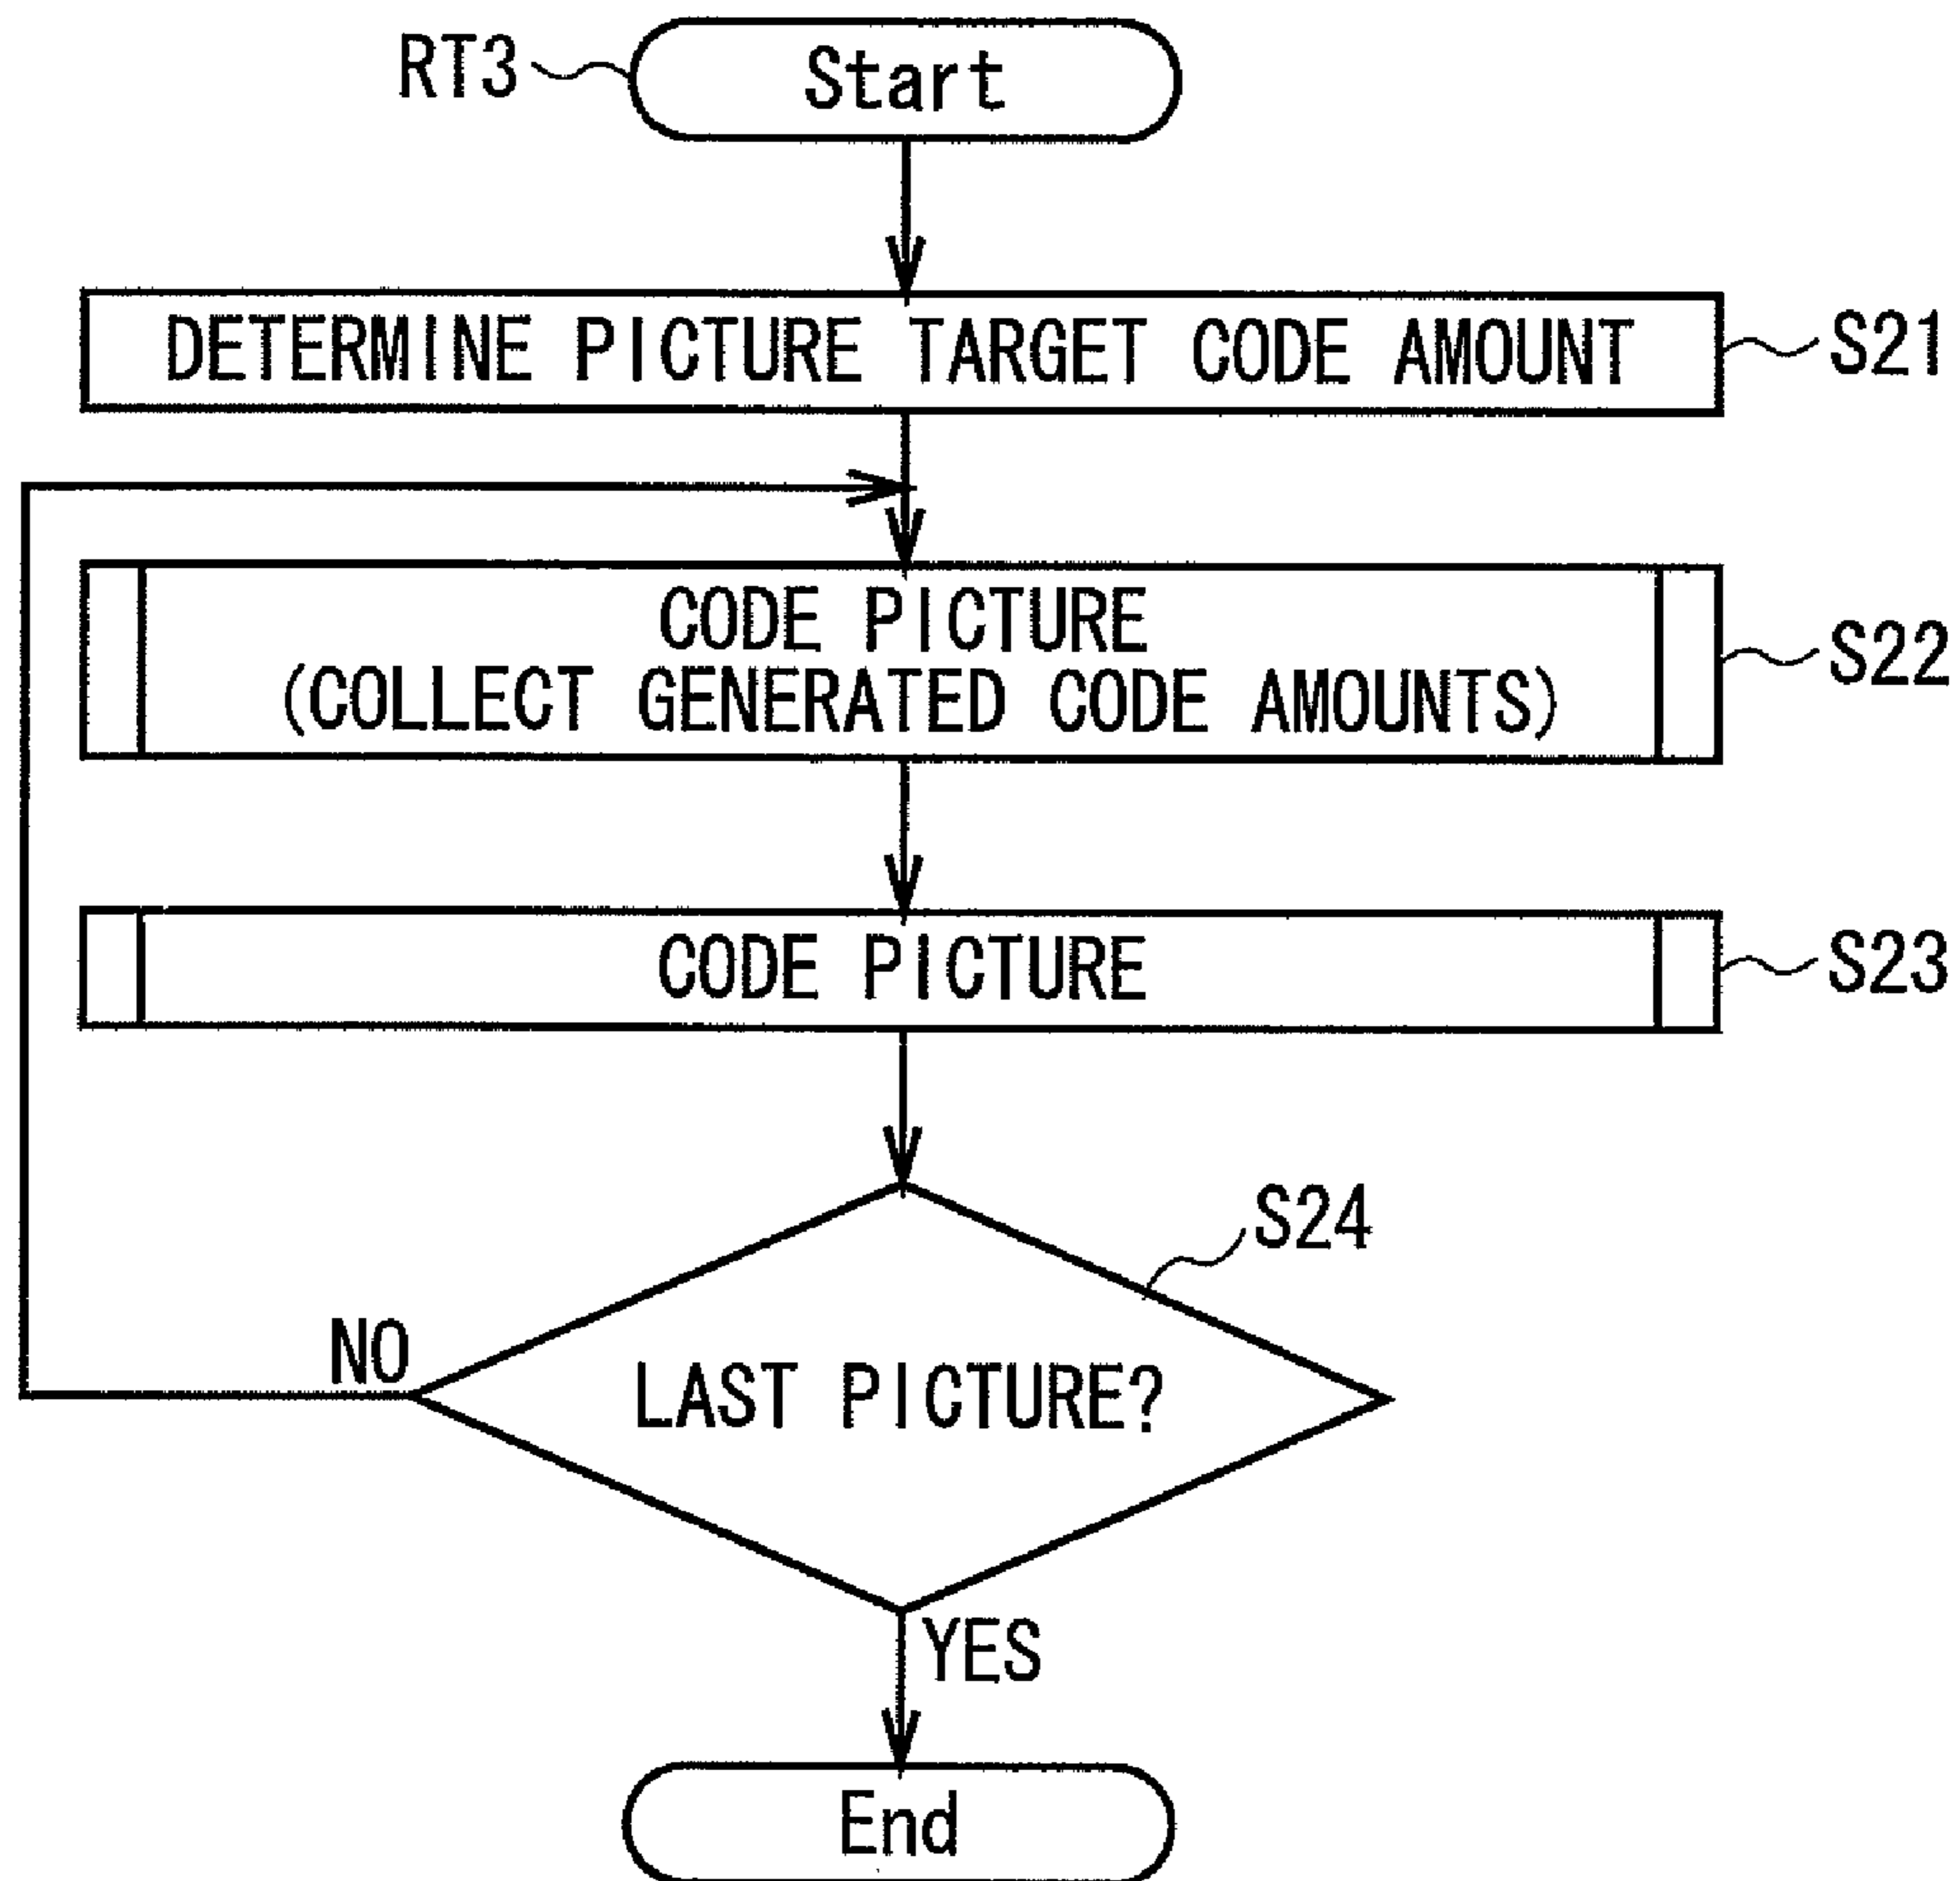 RT3
Start
DETERMINE PICTURE TARGET CODE AMOUNT
S21
CODE PICTURE
(COLLECT GENERATED CODE AMOUNTS)
S22
CODE PICTURE
S23
S24
LAST PICTURE?
NO
YES
End